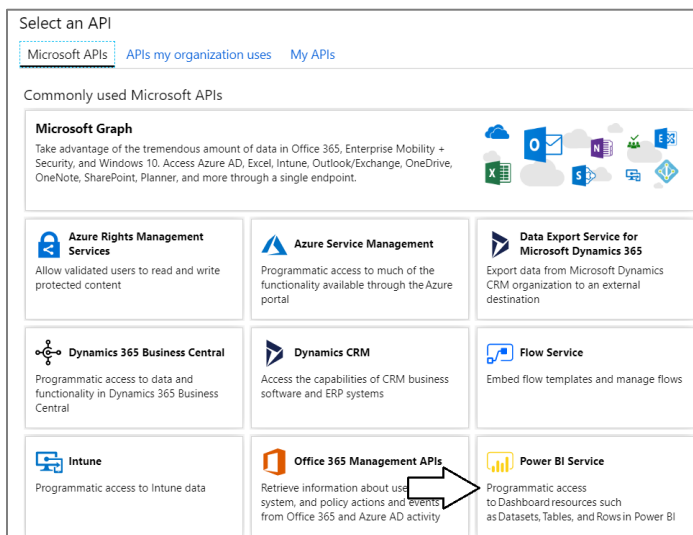 Select an API
Microsoft APIs
APIs my organization uses
My APIs
Commonly used Microsoft APIs
Microsoft Graph
Take advantage of the tremendous amount of data in Office 365, Enterprise Mobility +
Security, and Windows 10. Access Azure AD, Excel, Intune, Outlook/Exchange, OneDrive,
OneNote, SharePoint, Planner, and more through a single endpoint.
Azure Rights Management
Services
Allow validated users to read and write
protected content
Azure Service Management
Programmatic access to much of the
functionality available through the Azure
portal
Data Export Service for
Microsoft Dynamics 365
Export data from Microsoft Dynamics
CRM organization to an external
destination
Dynamics 365 Business Central
Programmatic access to data and
functionality in Dynamics 365 Business
Central
Dynamics CRM
Access the capabilities of CRM business
software and ERP systems
Flow Service
Embed flow templates and manage flows
Intune
Programmatic access to Intune data
Office 365 Management APIs
Retrieve information about
system, and policy actions and events
from Office 365 and Azure AD activity
Power BI Service
Programmatic access
to Dashboard resources such
as Datasets, Tables, and Rows in Power BI